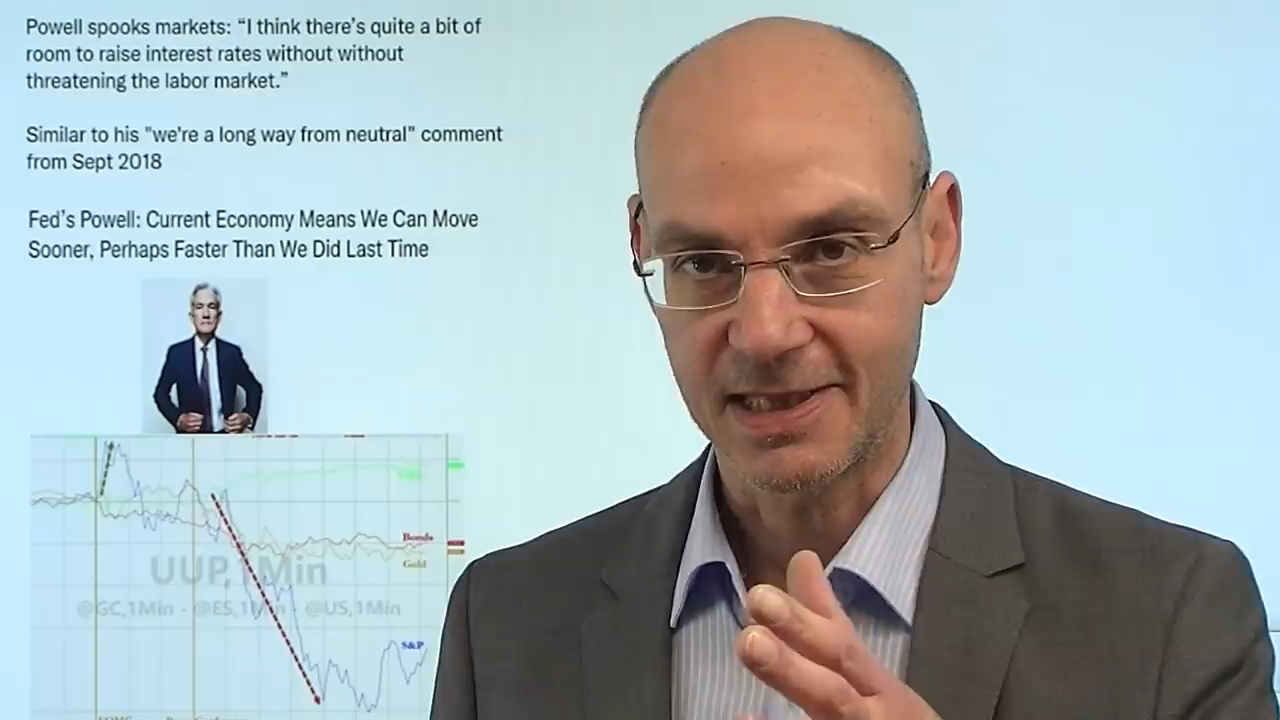 Powell spooks markets: “I think there’s quite a bit of
room to raise interest rates without without
threatening the labor market.”
Similar to his "we're a long way from neutral" comment
from Sept 2018
Fed’s Powell: Current Economy Means We Can Move
Sooner, Perhaps Faster Than We Did Last Time
Bonds
Gold
UUP,1Min
@GC,1Min - @ES,1Min - @US,1Min
S&P